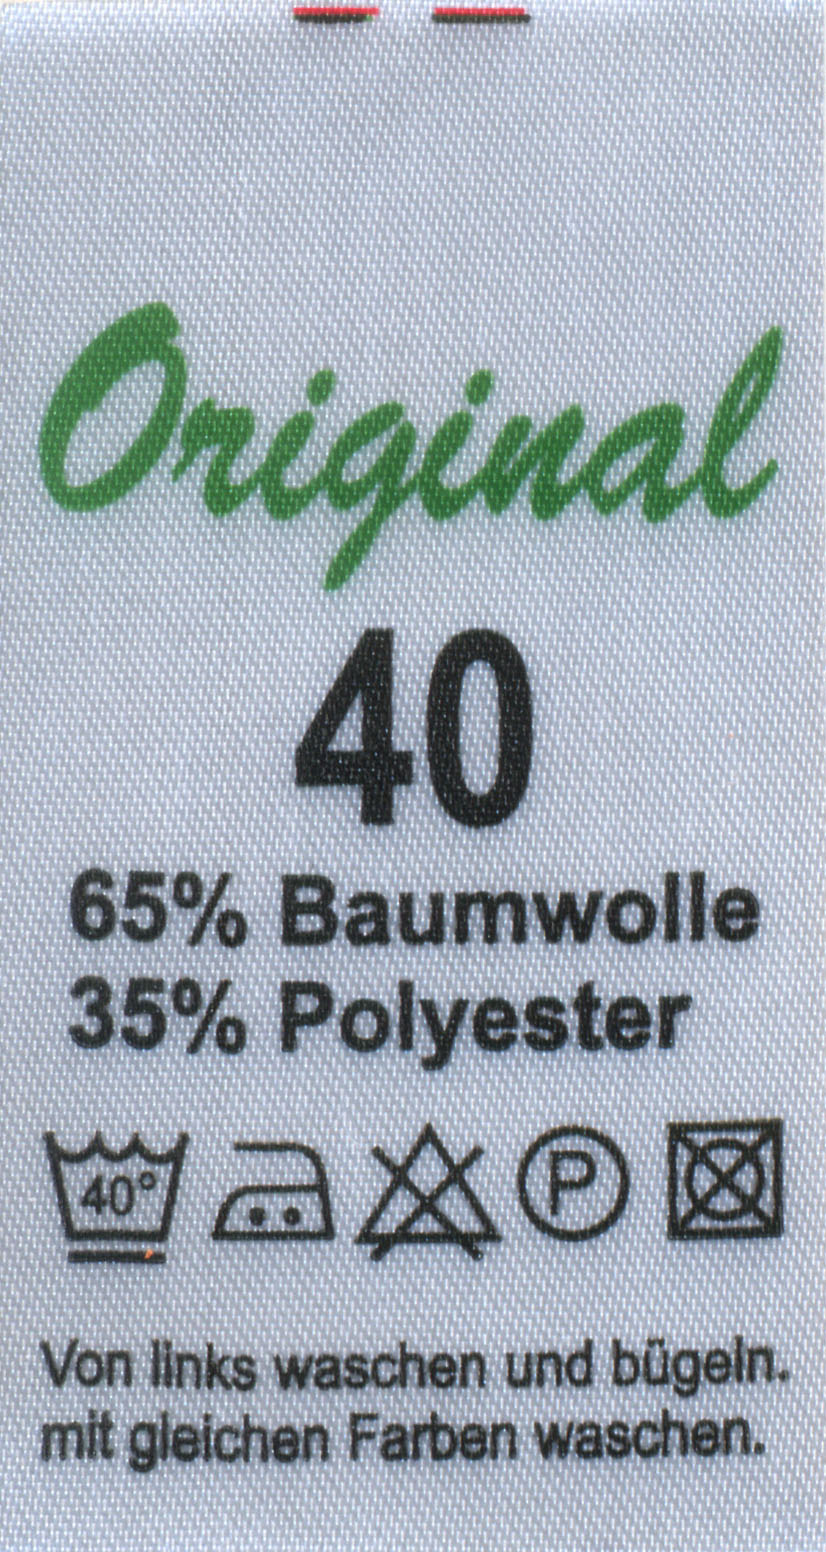 Original
40
65% Baumwolle
35% Polyester
40° P
Von links waschen und bügeln.
mit gleichen Farben waschen.